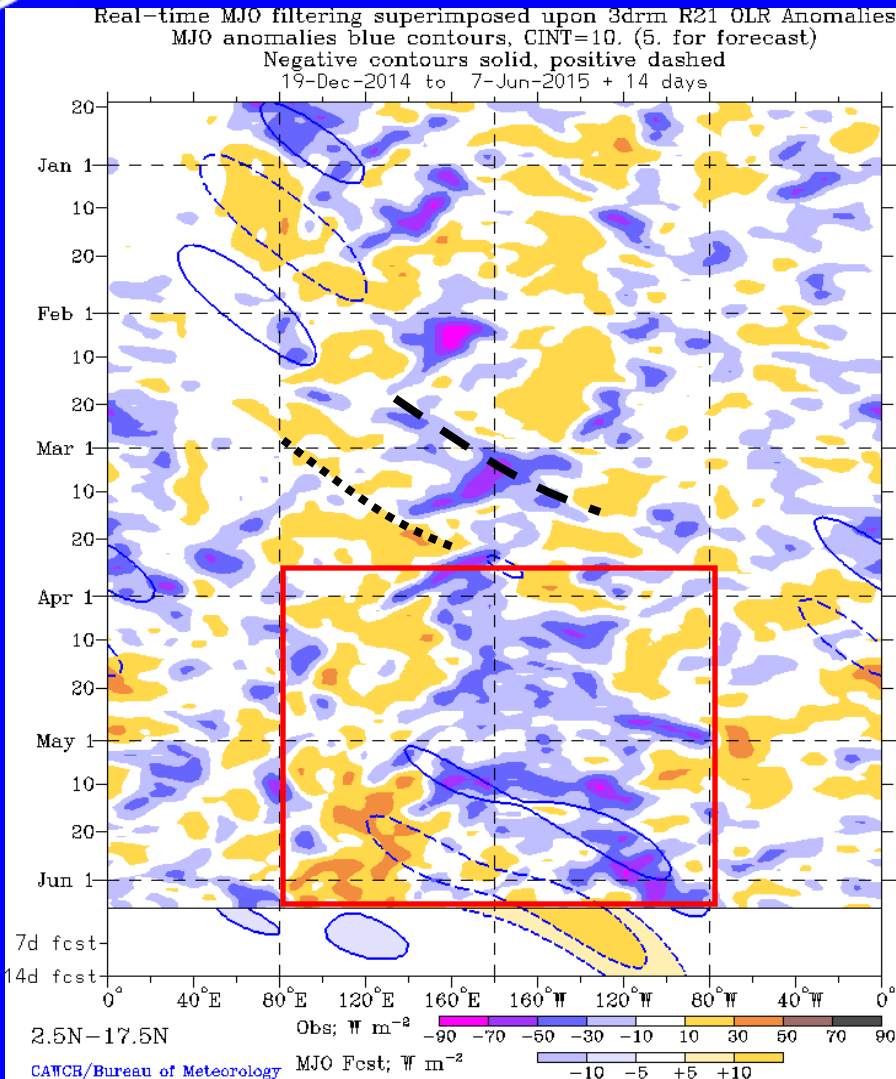 Real-time MJO filtering superimposed upon 3drm R21 OLR Anomalies
MJO anomalies blue contours, CINT=10. (5. for forecast)
Negative contours solid, positive dashed
19-Dec-2014 to 7-Jun-2015 + 14 days
20
Jan 1
10
20
Feb 1
10
20
Mar 1
10
20
Apr 1
10
20
May 1
10
20
Jun 1
7d fcst
14d fcst
0° 40°E 80°E 120°E 160°E 160°W 120°W 80°W 40°W 0°
2.5N-17.5N
Obs; W m-2
-90 -70 -50 -30 -10 10 30 50 70 90
CAWCR/Bureau of Meteorology
MJO Fcst; W m-2
-10 -5 +5 +10